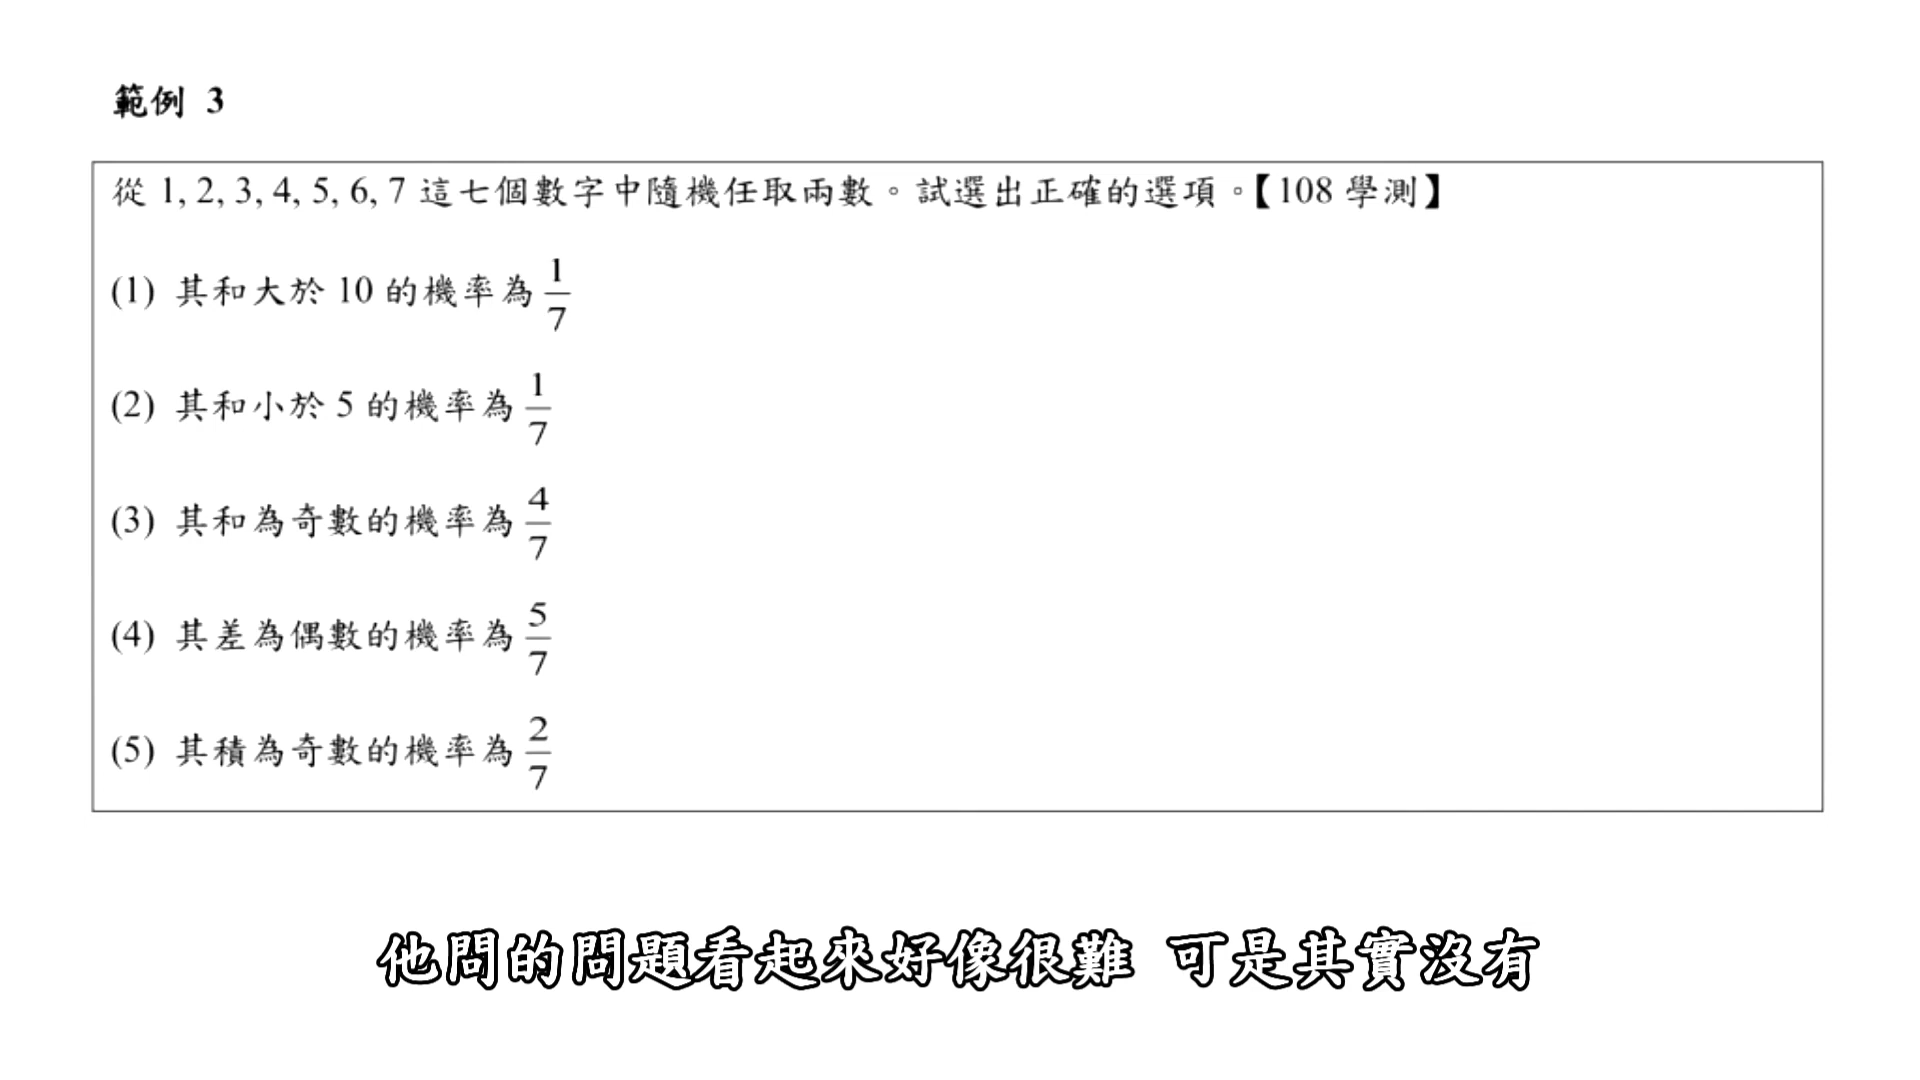 範例 3
從 1, 2, 3, 4, 5, 6, 7 這七個數字中隨機任取兩數。試選出正確的選項。【108 學測】
(1) 其和大於 10 的機率為 1/7
(2) 其和小於 5 的機率為 1/7
(3) 其和為奇數的機率為 4/7
(4) 其差為偶數的機率為 5/7
(5) 其積為奇數的機率為 2/7
他問的問題看起來好像很難 可是其實沒有